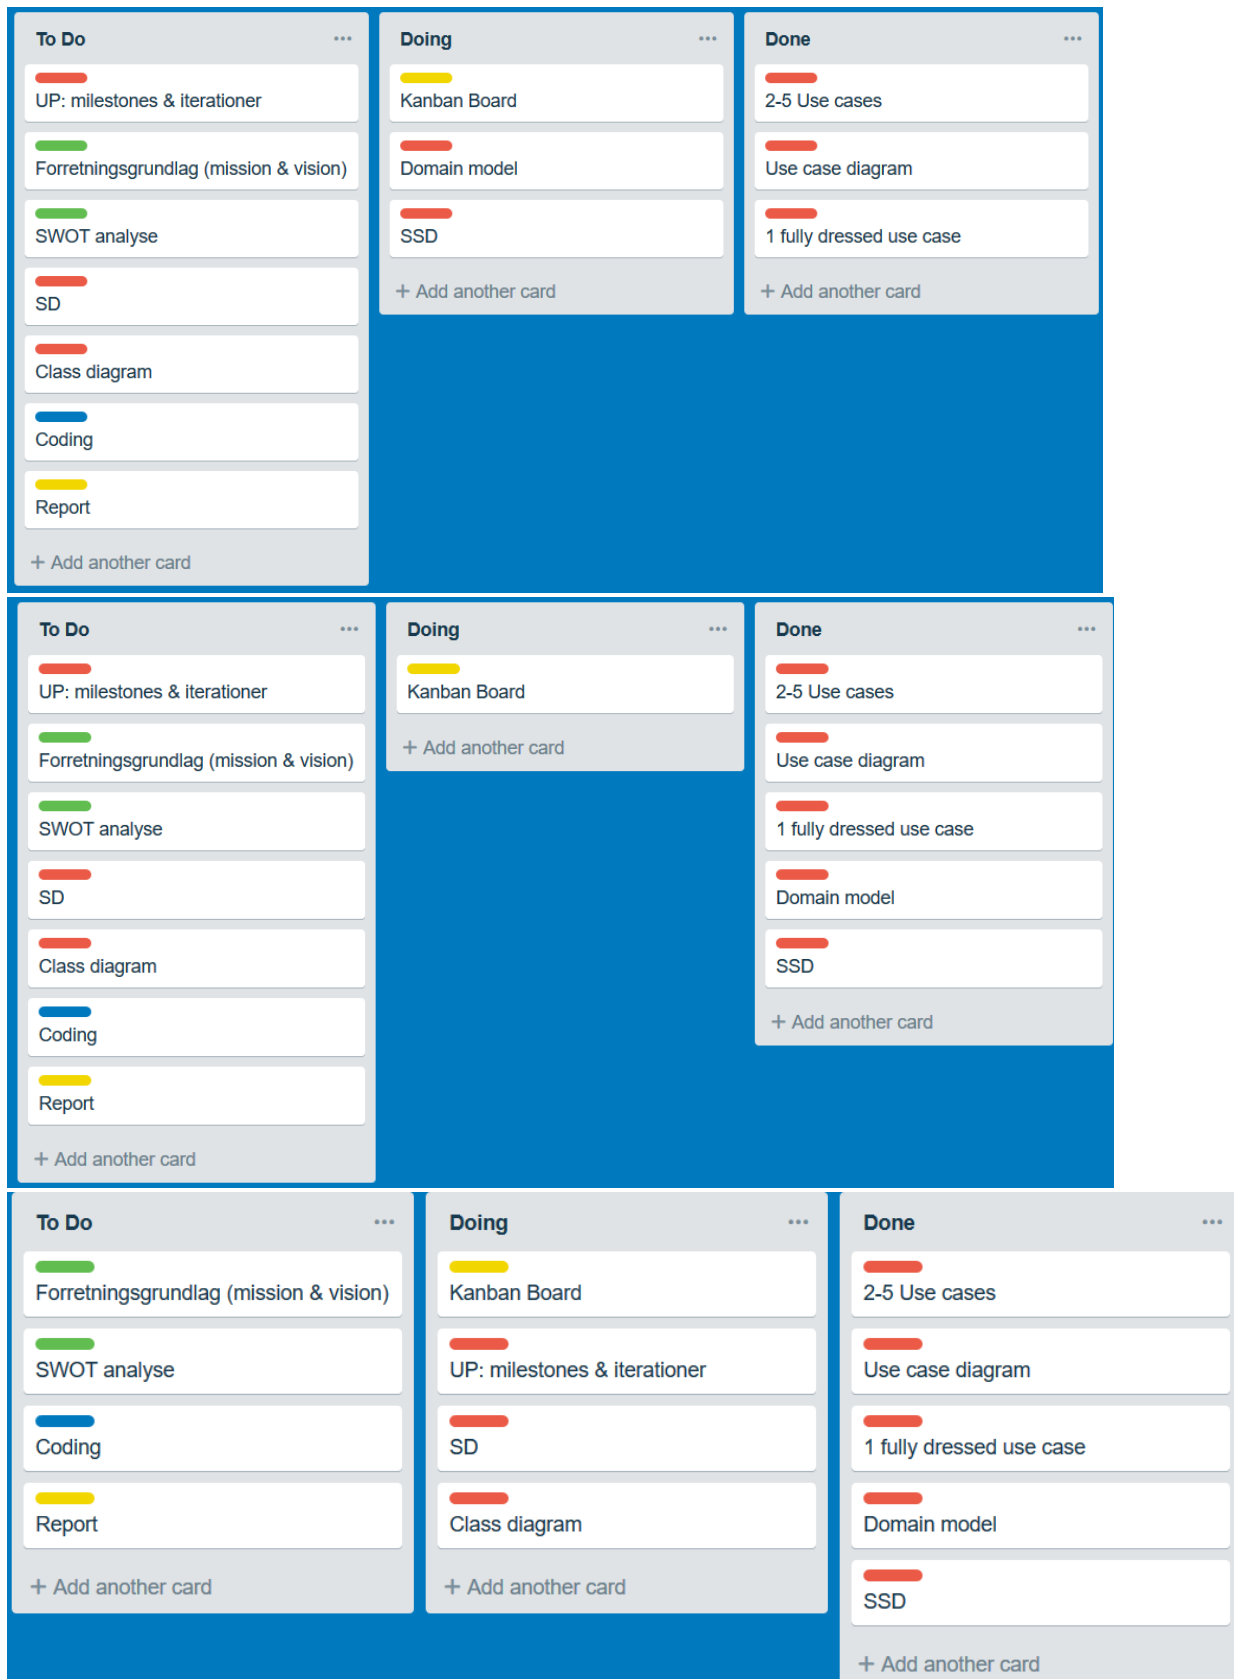 To Do
UP: milestones & iterationer
Forretningsgrundlag (mission & vision)
SWOT analyse
SD
Class diagram
Coding
Report
+ Add another card
Doing
Kanban Board
Domain model
SSD
+ Add another card
Done
2-5 Use cases
Use case diagram
1 fully dressed use case
+ Add another card
To Do
UP: milestones & iterationer
Forretningsgrundlag (mission & vision)
SWOT analyse
SD
Class diagram
Coding
Report
+ Add another card
Doing
Kanban Board
+ Add another card
Done
2-5 Use cases
Use case diagram
1 fully dressed use case
Domain model
SSD
+ Add another card
To Do
Forretningsgrundlag (mission & vision)
SWOT analyse
Coding
Report
+ Add another card
Doing
Kanban Board
UP: milestones & iterationer
SD
Class diagram
+ Add another card
Done
2-5 Use cases
Use case diagram
1 fully dressed use case
Domain model
SSD
+ Add another card